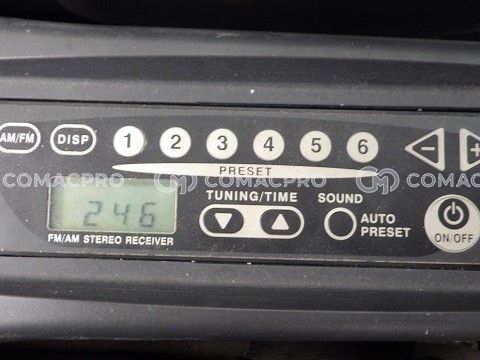 AM/FM DISP 1 2 3 4 5 6 − +
PRESET
COMACPRO COMACPRO COMACPRO
TUNING/TIME SOUND
246
AUTO
PRESET
FM/AM STEREO RECEIVER
ON/OFF